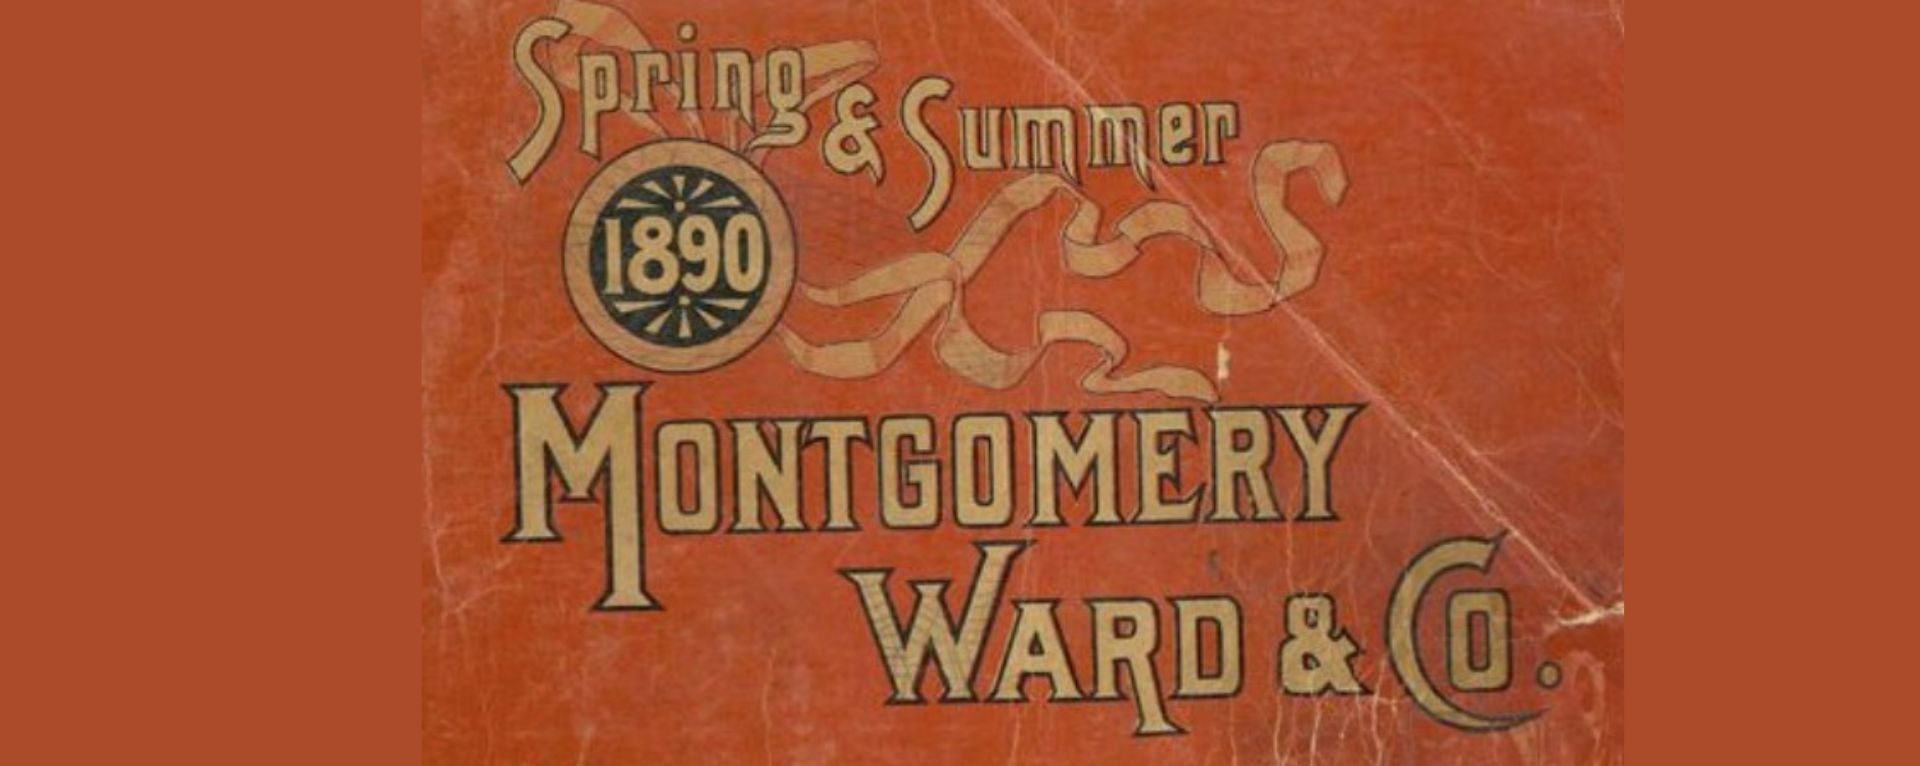 Spring & Summer
1890
Montgomery
Ward & Co.